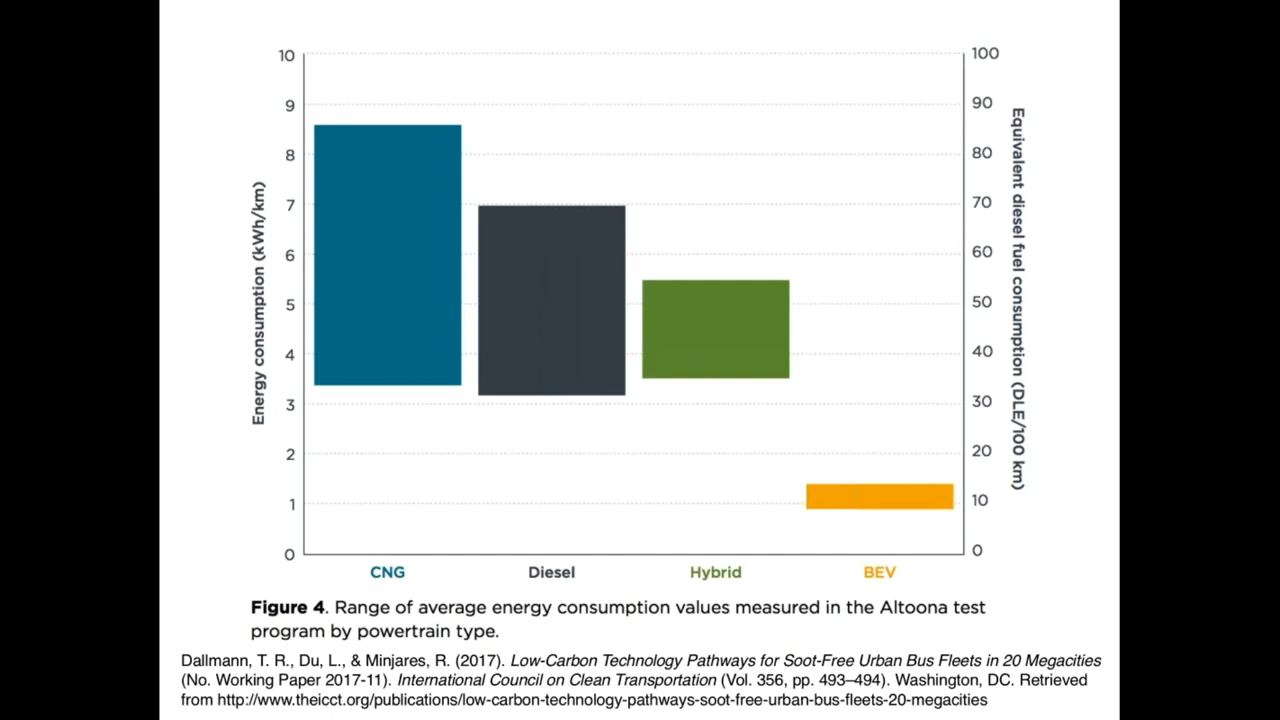 10
9
8
7
6
5
4
3
2
1
0
Energy consumption (kWh/km)
100
90
80
70
60
50
40
30
20
10
0
Equivalent diesel fuel consumption (DLE/100 km)
CNG
Diesel
Hybrid
BEV
Figure 4. Range of average energy consumption values measured in the Altoona test
program by powertrain type.
Dallmann, T. R., Du, L., & Minjares, R. (2017). Low-Carbon Technology Pathways for Soot-Free Urban Bus Fleets in 20 Megacities
(No. Working Paper 2017-11). International Council on Clean Transportation (Vol. 356, pp. 493–494). Washington, DC. Retrieved
from http://www.theicct.org/publications/low-carbon-technology-pathways-soot-free-urban-bus-fleets-20-megacities